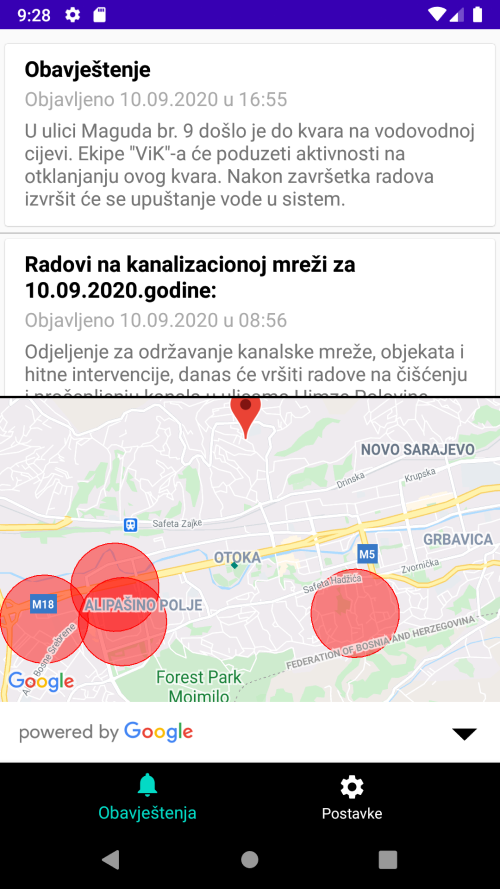 9:28
Obavještenje
Objavljeno 10.09.2020 u 16:55
U ulici Maguda br. 9 došlo je do kvara na vodovodnoj
cijevi. Ekipe "ViK"-a će poduzeti aktivnosti na
otklanjanju ovog kvara. Nakon završetka radova
izvršit će se upuštanje vode u sistem.
Radovi na kanalizacionoj mreži za
10.09.2020.godine:
Objavljeno 10.09.2020 u 08:56
Odjeljenje za održavanje kanalske mreže, objekata i
hitne intervencije, danas će vršiti radove na čišćenju
NOVO SARAJEVO
Drinska
Krupska
Safeta Zajke
GRBAVICA
OTOKA
M5
Zvornička
Safeta Hadžića
M18
ALIPAŠINO POLJE
Bosne Srebrene
FEDERATION OF BOSNIA AND HERZEGOVINA
Forest Park
Mojmilo
Google
powered by Google
Obavještenja
Postavke